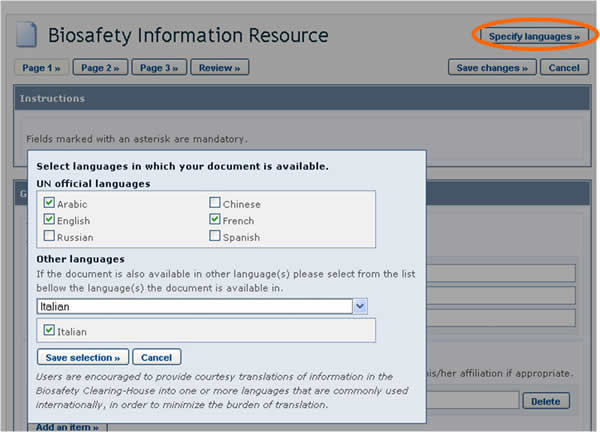 Biosafety Information Resource
Specify languages »
Page 1 » Page 2 » Page 3 » Review » Save changes » Cancel
Instructions
Fields marked with an asterisk are mandatory.
Select languages in which your document is available.
UN official languages
Arabic Chinese
English French
Russian Spanish
Other languages
If the document is also available in other language(s) please select from the list
bellow the language(s) the document is available in.
Italian
Italian
Save selection » Cancel
his/her affiliation if appropriate.
Users are encouraged to provide courtesy translations of information in the
Biosafety Clearing-House into one or more languages that are commonly used
internationally, in order to minimize the burden of translation.
Delete
Add an item »